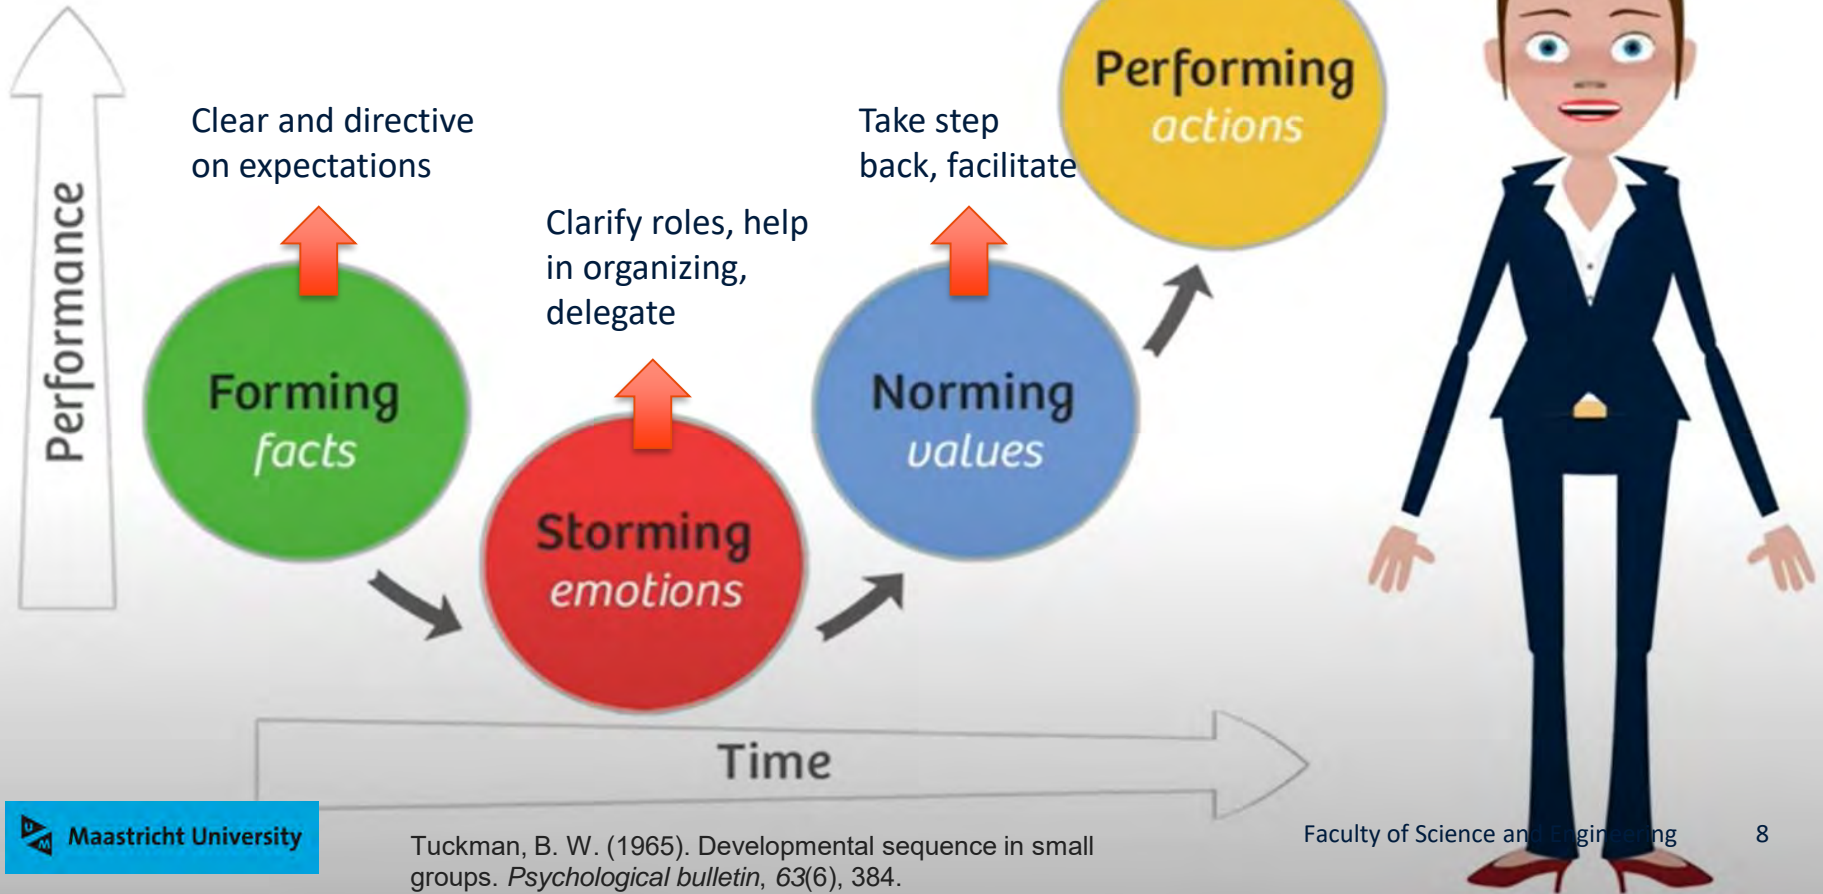 Performance
Clear and directive
on expectations
Forming
facts
Clarify roles, help
in organizing,
delegate
Storming
emotions
Take step
back, facilitate
Norming
values
Performing
actions
Time
UM Maastricht University
Tuckman, B. W. (1965). Developmental sequence in small
groups. Psychological bulletin, 63(6), 384.
Faculty of Science and Engineering 8